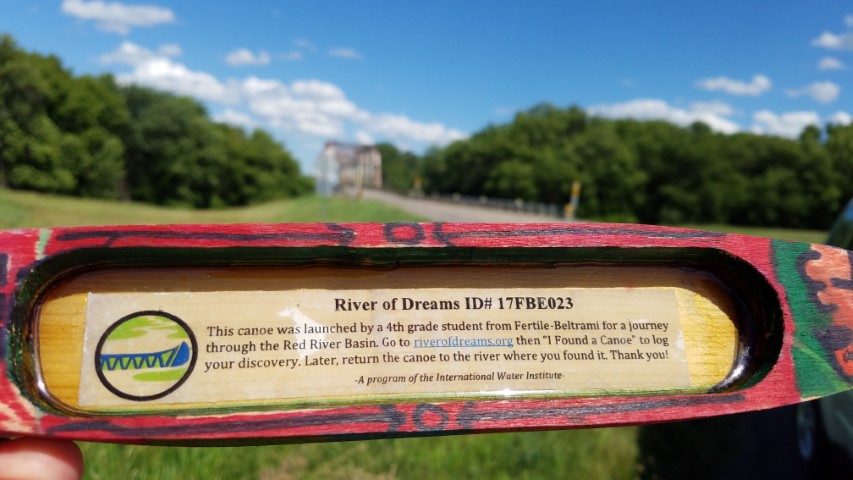 River of Dreams ID# 17FBE023
This canoe was launched by a 4th grade student from Fertile-Beltrami for a journey
through the Red River Basin. Go to riverofdreams.org then "I Found a Canoe" to log
your discovery. Later, return the canoe to the river where you found it. Thank you!
-A program of the International Water Institute-